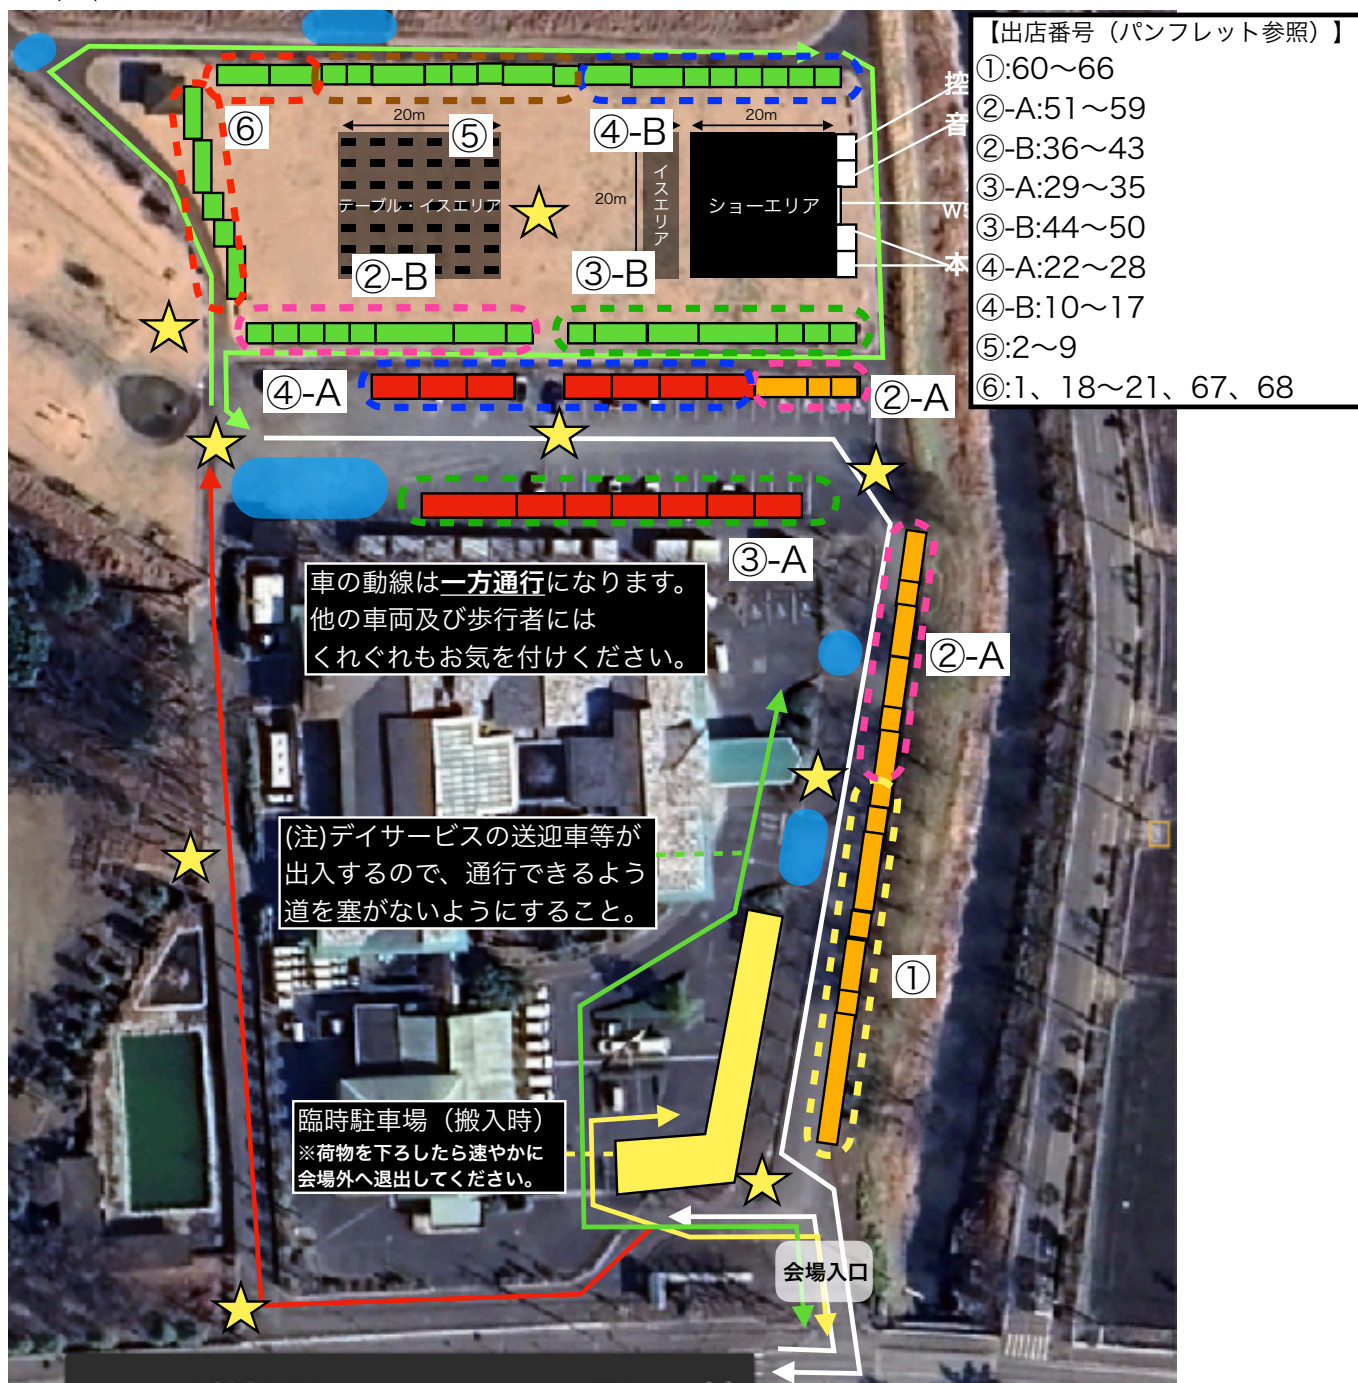 【出店番号（パンフレット参照）】
①:60〜66
②-A:51〜59
②-B:36〜43
③-A:29〜35
③-B:44〜50
④-A:22〜28
④-B:10〜17
⑤:2〜9
⑥:1、18〜21、67、68
控
音
本
⑥
20m
⑤
④-B
20m
テーブル・イスエリア
20m
イスエリア
ショーエリア
②-B
③-B
④-A
②-A
③-A
車の動線は一方通行になります。
他の車両及び歩行者には
くれぐれもお気を付けください。
②-A
(注)デイサービスの送迎車等が
出入するので、通行できるよう
道を塞がないようにすること。
①
臨時駐車場（搬入時）
※荷物を下ろしたら速やかに
会場外へ退出してください。
会場入口